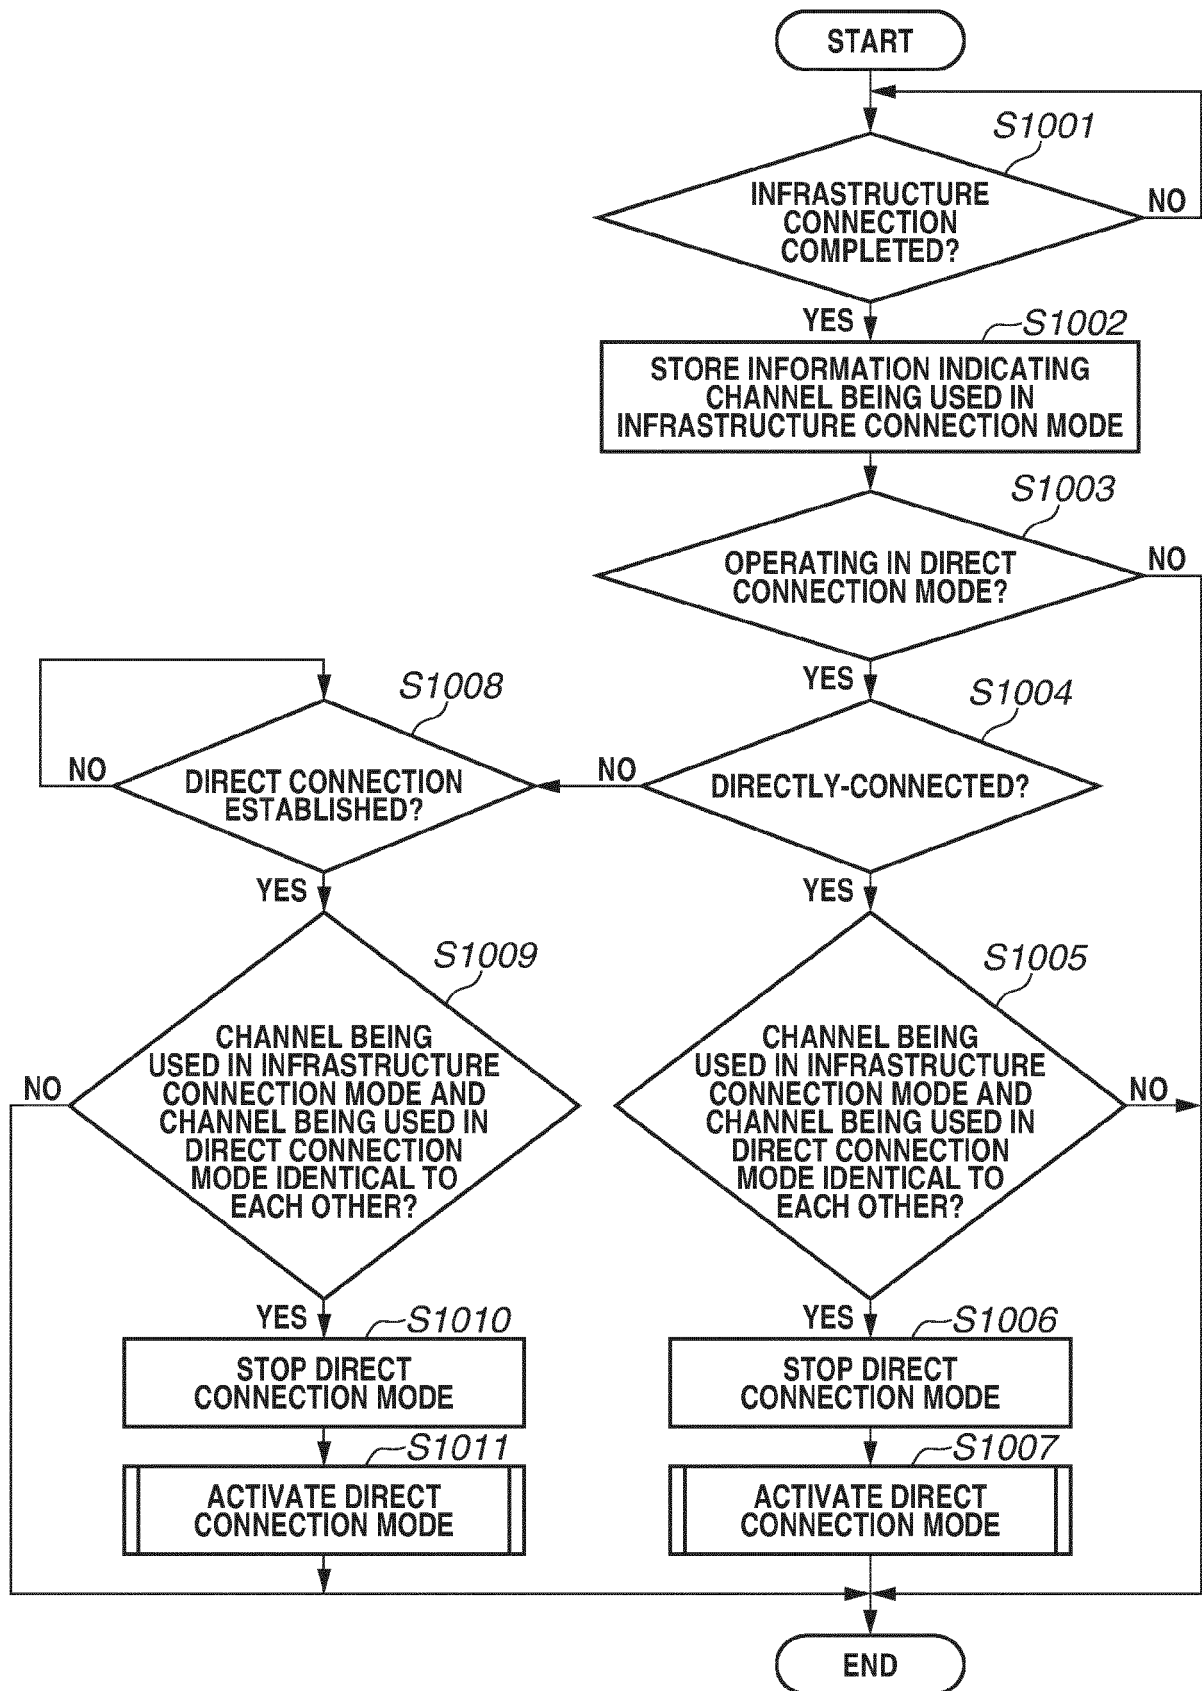 START
S1001
INFRASTRUCTURE
CONNECTION
COMPLETED?
NO
YES
S1002
STORE INFORMATION INDICATING
CHANNEL BEING USED IN
INFRASTRUCTURE CONNECTION MODE
S1003
OPERATING IN DIRECT
CONNECTION MODE?
NO
YES
S1004
DIRECTLY-CONNECTED?
NO
YES
S1008
DIRECT CONNECTION
ESTABLISHED?
NO
YES
S1009
CHANNEL BEING
USED IN INFRASTRUCTURE
CONNECTION MODE AND
CHANNEL BEING USED IN
DIRECT CONNECTION
MODE IDENTICAL TO
EACH OTHER?
NO
YES
S1005
CHANNEL BEING
USED IN INFRASTRUCTURE
CONNECTION MODE AND
CHANNEL BEING USED IN
DIRECT CONNECTION
MODE IDENTICAL TO
EACH OTHER?
NO
YES
S1010
STOP DIRECT
CONNECTION MODE
S1006
STOP DIRECT
CONNECTION MODE
S1011
ACTIVATE DIRECT
CONNECTION MODE
S1007
ACTIVATE DIRECT
CONNECTION MODE
END